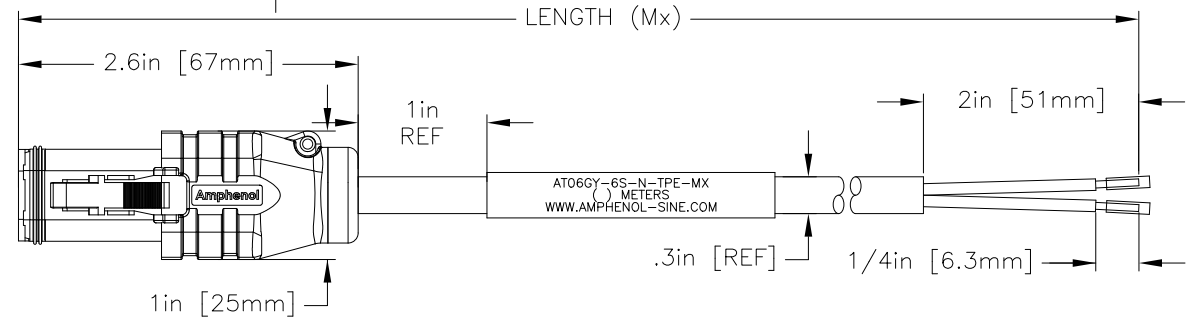 LENGTH (Mx)
2.6in [67mm]
1in
REF
2in [51mm]
Amphenol
AT06GY-6S-N-TPE-MX
( ) METERS
WWW.AMPHENOL-SINE.COM
.3in [REF]
1/4in [6.3mm]
1in [25mm]